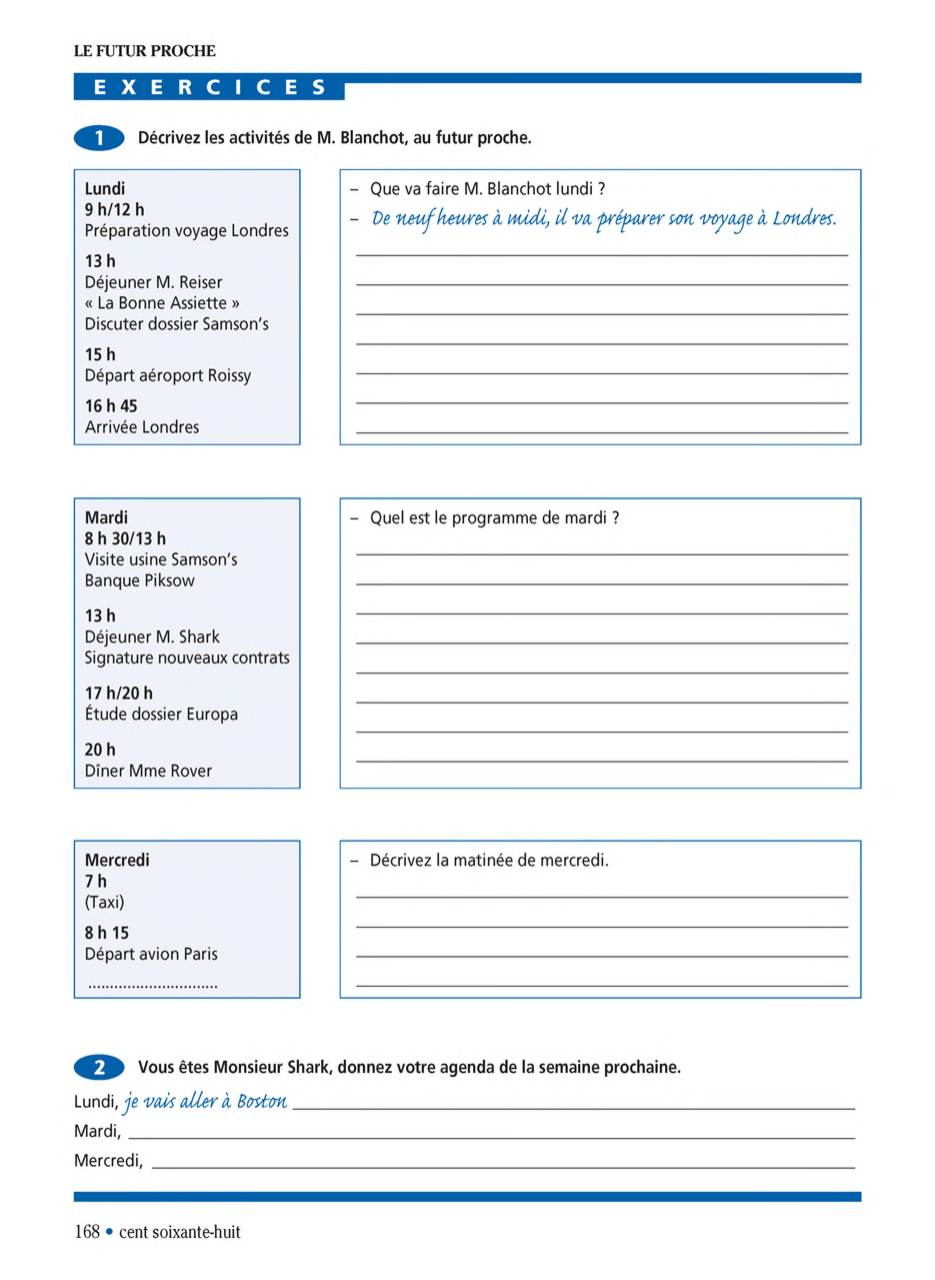 LE FUTUR PROCHE
EXERCICES
1 Décrivez les activités de M. Blanchot, au futur proche.
Lundi
9 h/12 h
Préparation voyage Londres
13 h
Déjeuner M. Reiser
« La Bonne Assiette »
Discuter dossier Samson's
15 h
Départ aéroport Roissy
16 h 45
Arrivée Londres
– Que va faire M. Blanchot lundi ?
– De neuf heures à midi, il va préparer son voyage à Londres.
Mardi
8 h 30/13 h
Visite usine Samson's
Banque Piksow
13 h
Déjeuner M. Shark
Signature nouveaux contrats
17 h/20 h
Étude dossier Europa
20 h
Dîner Mme Rover
– Quel est le programme de mardi ?
Mercredi
7 h
(Taxi)
8 h 15
Départ avion Paris
..............................
– Décrivez la matinée de mercredi.
2 Vous êtes Monsieur Shark, donnez votre agenda de la semaine prochaine.
Lundi, je vais aller à Boston
Mardi,
Mercredi,
168 • cent soixante-huit